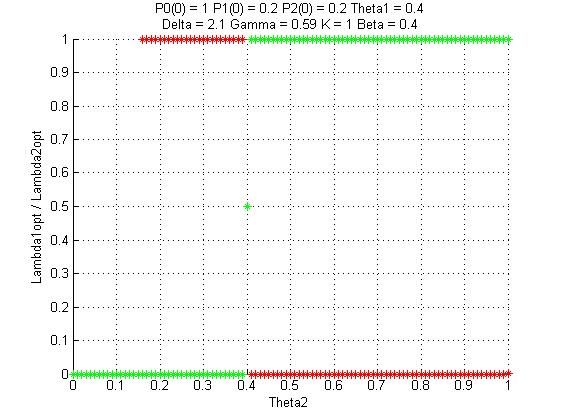 P0(0) = 1 P1(0) = 0.2 P2(0) = 0.2 Theta1 = 0.4
Delta = 2.1 Gamma = 0.59 K = 1 Beta = 0.4
Lambda1opt / Lambda2opt
1
0.9
0.8
0.7
0.6
0.5
0.4
0.3
0.2
0.1
0
0 0.1 0.2 0.3 0.4 0.5 0.6 0.7 0.8 0.9 1
Theta2